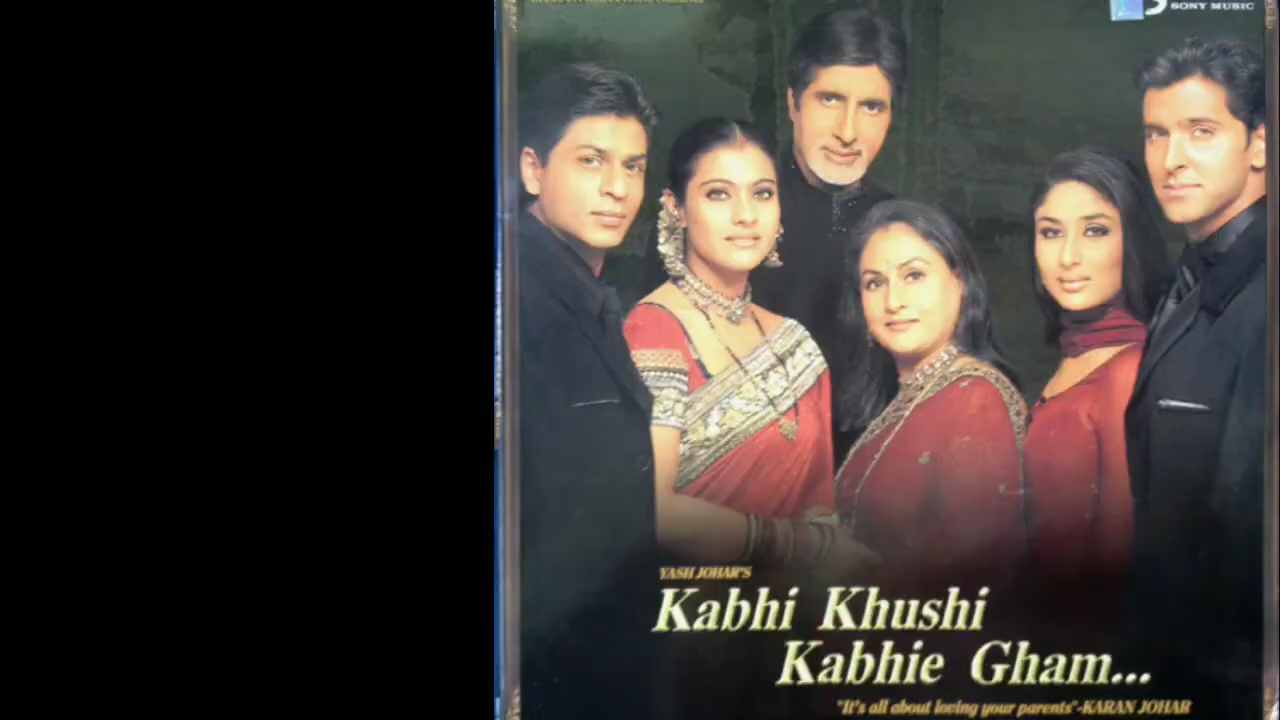 SONY MUSIC
YASH JOHAR'S
Kabhi Khushi
Kabhie Gham...
"It's all about loving your parents"-KARAN JOHAR